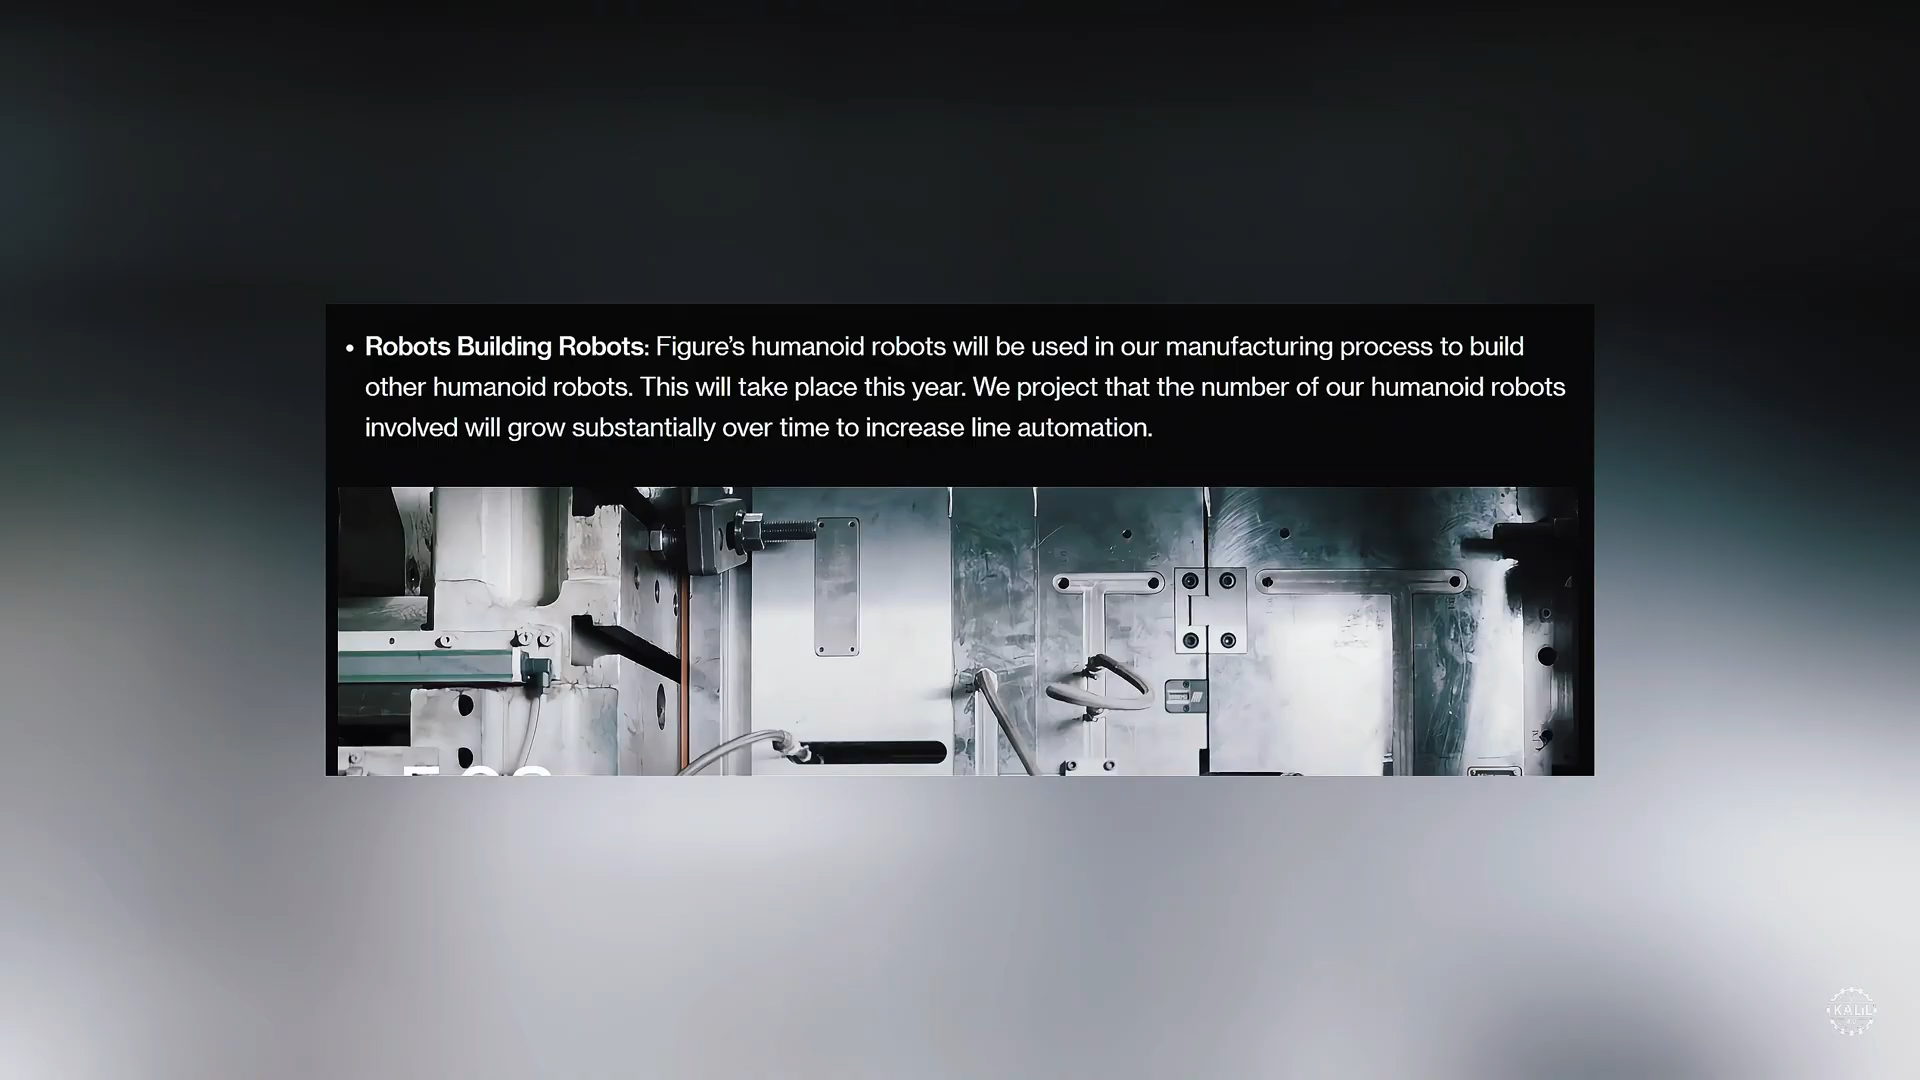 • Robots Building Robots: Figure’s humanoid robots will be used in our manufacturing process to build
other humanoid robots. This will take place this year. We project that the number of our humanoid robots
involved will grow substantially over time to increase line automation.
KALIL